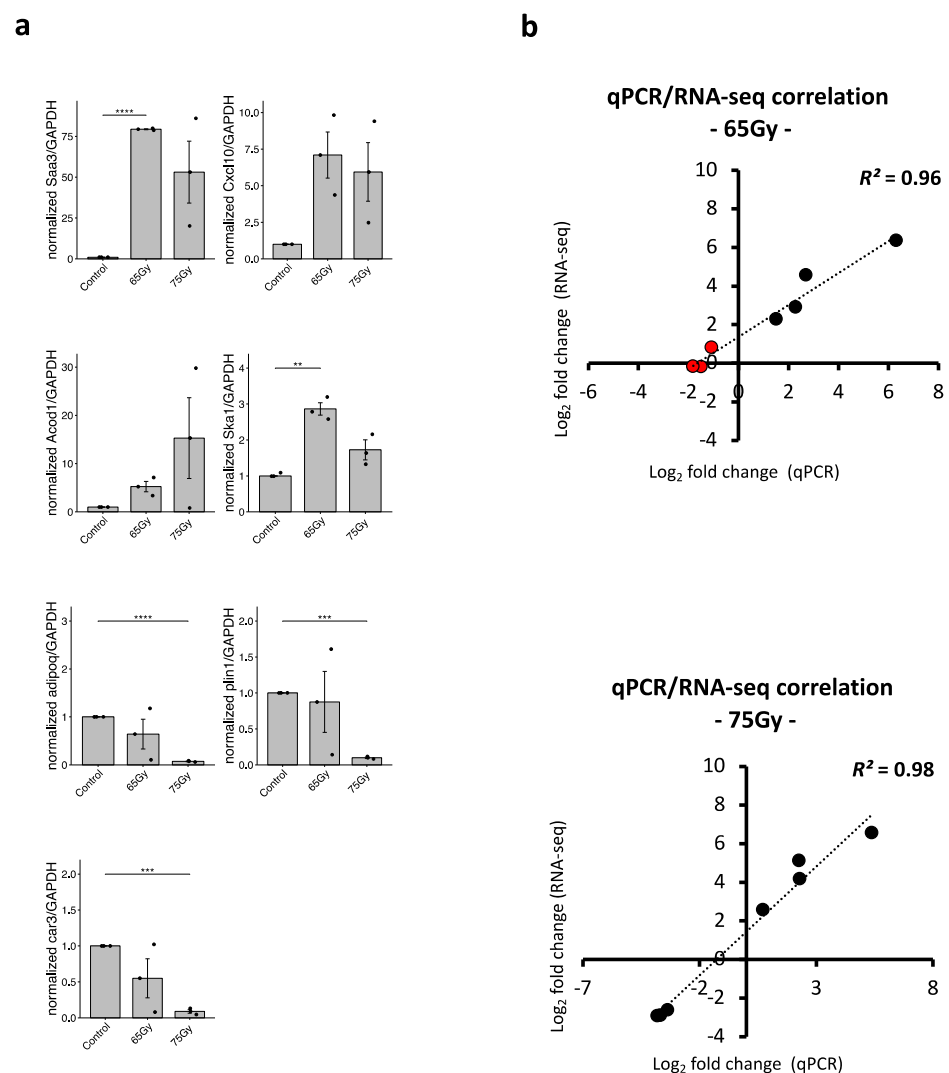 a
normalized Saa3/GAPDH
75
50
25
0
****
Control
65Gy
75Gy
normalized Cxcl10/GAPDH
10.0
7.5
5.0
2.5
0.0
Control
65Gy
75Gy
normalized Acod1/GAPDH
30
20
10
0
Control
65Gy
75Gy
normalized Ska1/GAPDH
4
3
2
1
0
**
Control
65Gy
75Gy
normalized adipoq/GAPDH
3
2
1
0
****
Control
65Gy
75Gy
normalized plin1/GAPDH
2.0
1.5
1.0
0.5
0.0
***
Control
65Gy
75Gy
normalized car3/GAPDH
2.0
1.5
1.0
0.5
0.0
***
Control
65Gy
75Gy
b
qPCR/RNA-seq correlation
- 65Gy -
R² = 0.96
Log₂ fold change (RNA-seq)
10
8
6
4
2
0
-2
-4
-6 -4 -2 0 2 4 6 8
Log₂ fold change (qPCR)
qPCR/RNA-seq correlation
- 75Gy -
R² = 0.98
Log₂ fold change (RNA-seq)
10
8
6
4
2
0
-2
-4
-7 -2 3 8
Log₂ fold change (qPCR)